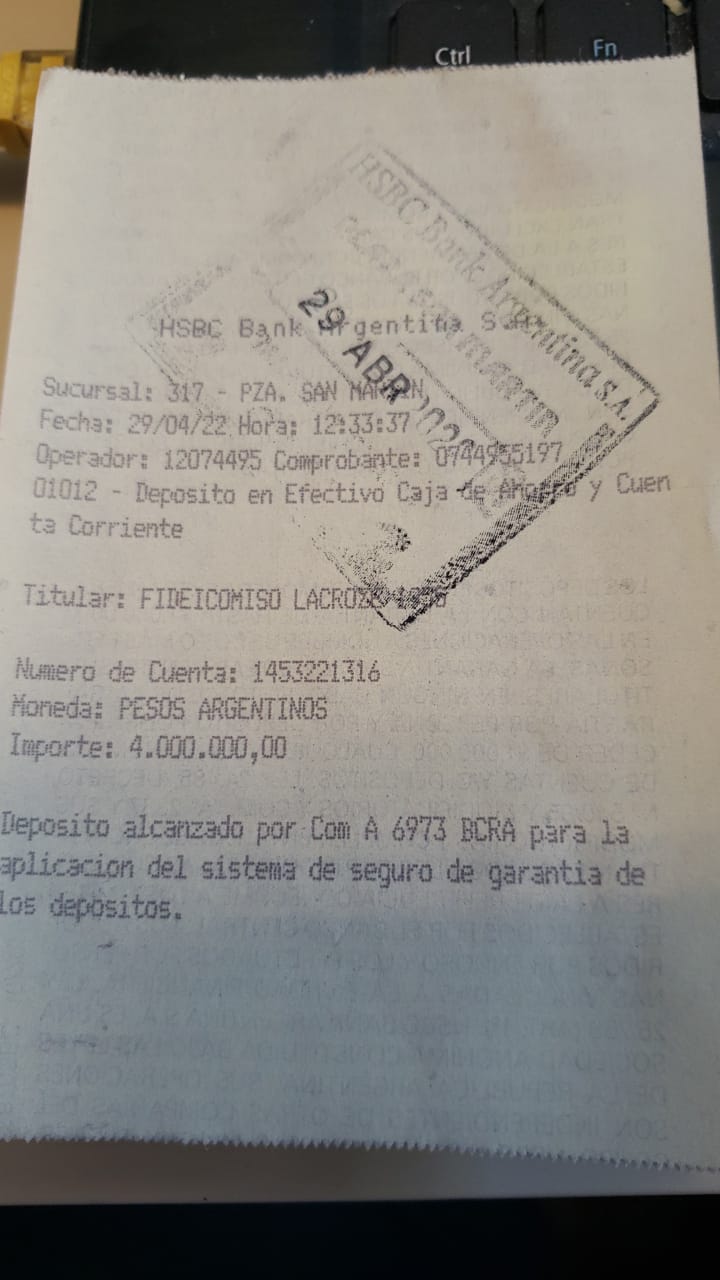 Ctrl
Fn
HSBC Bank Argentina S.A.
MARTIN
29 ABR 2022
HSBC Bank Argentina S.A.
Sucursal: 317 - PZA. SAN MARTIN
Fecha: 29/04/22 Hora: 12:33:37
Operador: 12074495 Comprobante: 0744955197
01012 - Deposito en Efectivo Caja de Ahorro y Cuen
ta Corriente
Titular: FIDEICOMISO LACROZE
Numero de Cuenta: 1453221316
Moneda: PESOS ARGENTINOS
Importe: 4.000.000,00
Deposito alcanzado por Com A 6973 BCRA para la
aplicacion del sistema de seguro de garantia de
los depositos.